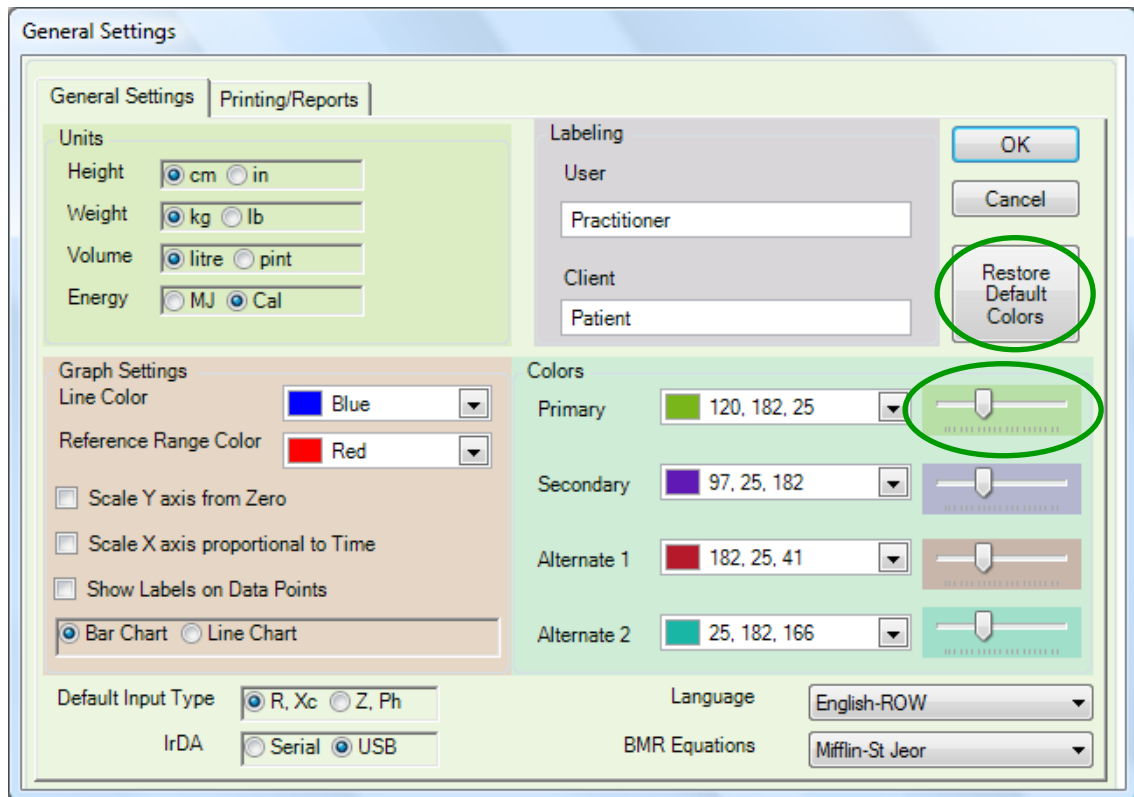 General Settings
General Settings
Printing/Reports
Units
Height
cm
in
Weight
kg
lb
Volume
litre
pint
Energy
MJ
Cal
Labeling
User
Practitioner
Client
Patient
OK
Cancel
Restore
Default
Colors
Graph Settings
Line Color
Blue
Reference Range Color
Red
Scale Y axis from Zero
Scale X axis proportional to Time
Show Labels on Data Points
Bar Chart
Line Chart
Colors
Primary
120, 182, 25
Secondary
97, 25, 182
Alternate 1
182, 25, 41
Alternate 2
25, 182, 166
Default Input Type
R, Xc
Z, Ph
IrDA
Serial
USB
Language
English-ROW
BMR Equations
Mifflin-St Jeor